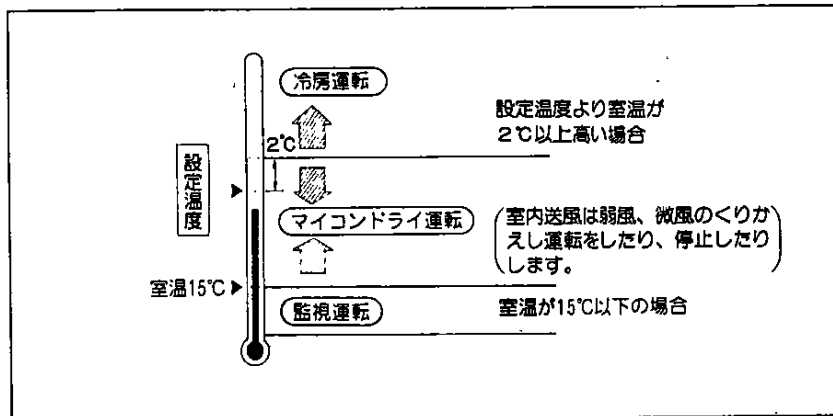 冷房運転
設定温度より室温が
2℃以上高い場合
2℃
設定温度
マイコンドライ運転
(室内送風は弱風、微風のくりか
えし運転をしたり、停止したり
します。)
室温15℃
室温が15℃以下の場合
監視運転